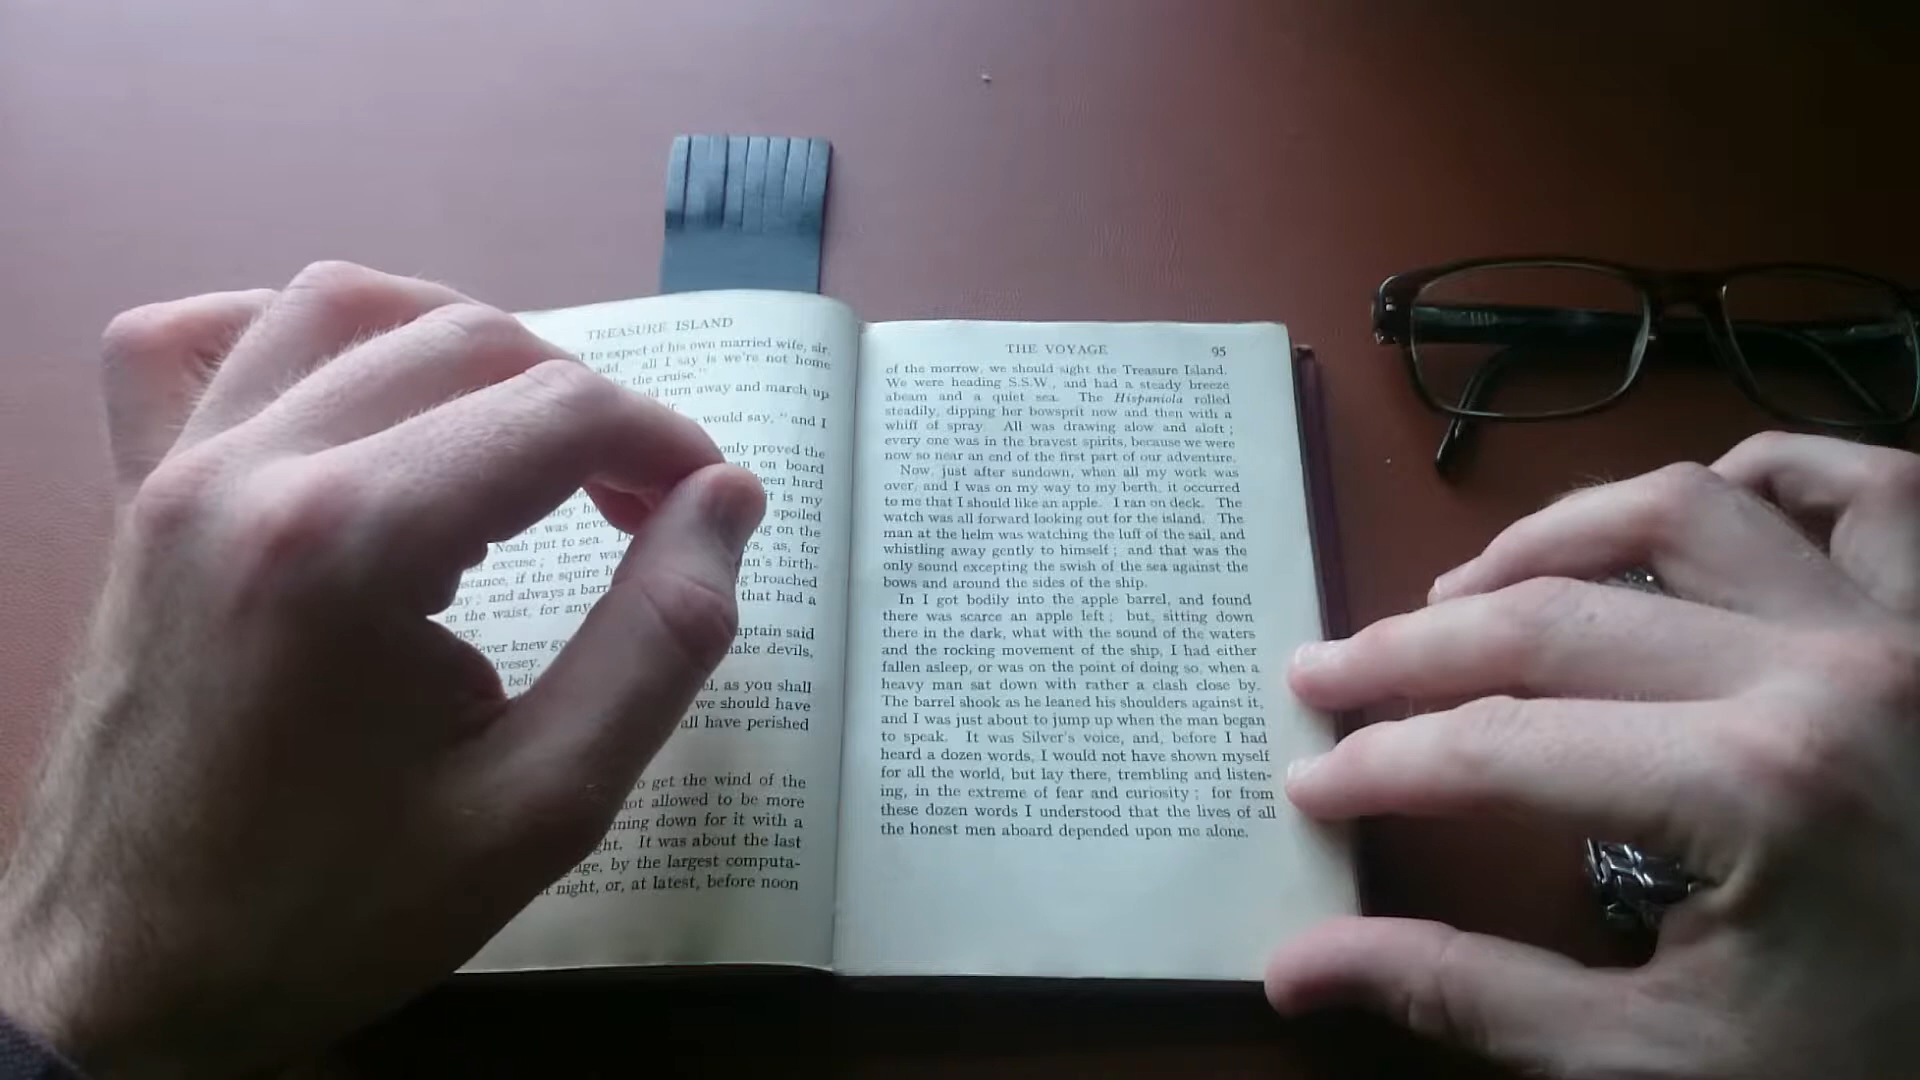 TREASURE ISLAND
to expect of his own married wife, sir.
add, all I say is we're not home
the cruise."
turn away and march up
would say, " and I
only proved the
on board
been hard
it is my
spoiled
on the
was never
as, for
Noah put to sea.
excuse ; there was
birth-
if the squire
broached
and always a
that had a
in the waist, for any
said
never knew
make devils,
as you shall
we should have
all have perished
get the wind of the
not allowed to be more
down for it with a
It was about the last
by the largest computa-
night, or, at latest, before noon
THE VOYAGE 95
of the morrow, we should sight the Treasure Island.
We were heading S.S.W., and had a steady breeze
abeam and a quiet sea. The Hispaniola rolled
steadily, dipping her bowsprit now and then with a
whiff of spray. All was drawing alow and aloft ;
every one was in the bravest spirits, because we were
now so near an end of the first part of our adventure.
Now, just after sundown, when all my work was
over, and I was on my way to my berth, it occurred
to me that I should like an apple. I ran on deck. The
watch was all forward looking out for the island. The
man at the helm was watching the luff of the sail, and
whistling away gently to himself ; and that was the
only sound excepting the swish of the sea against the
bows and around the sides of the ship.
In I got bodily into the apple barrel, and found
there was scarce an apple left ; but, sitting down
there in the dark, what with the sound of the waters
and the rocking movement of the ship, I had either
fallen asleep, or was on the point of doing so, when a
heavy man sat down with rather a clash close by.
The barrel shook as he leaned his shoulders against it,
and I was just about to jump up when the man began
to speak. It was Silver's voice, and, before I had
heard a dozen words, I would not have shown myself
for all the world, but lay there, trembling and listen-
ing, in the extreme of fear and curiosity ; for from
these dozen words I understood that the lives of all
the honest men aboard depended upon me alone.